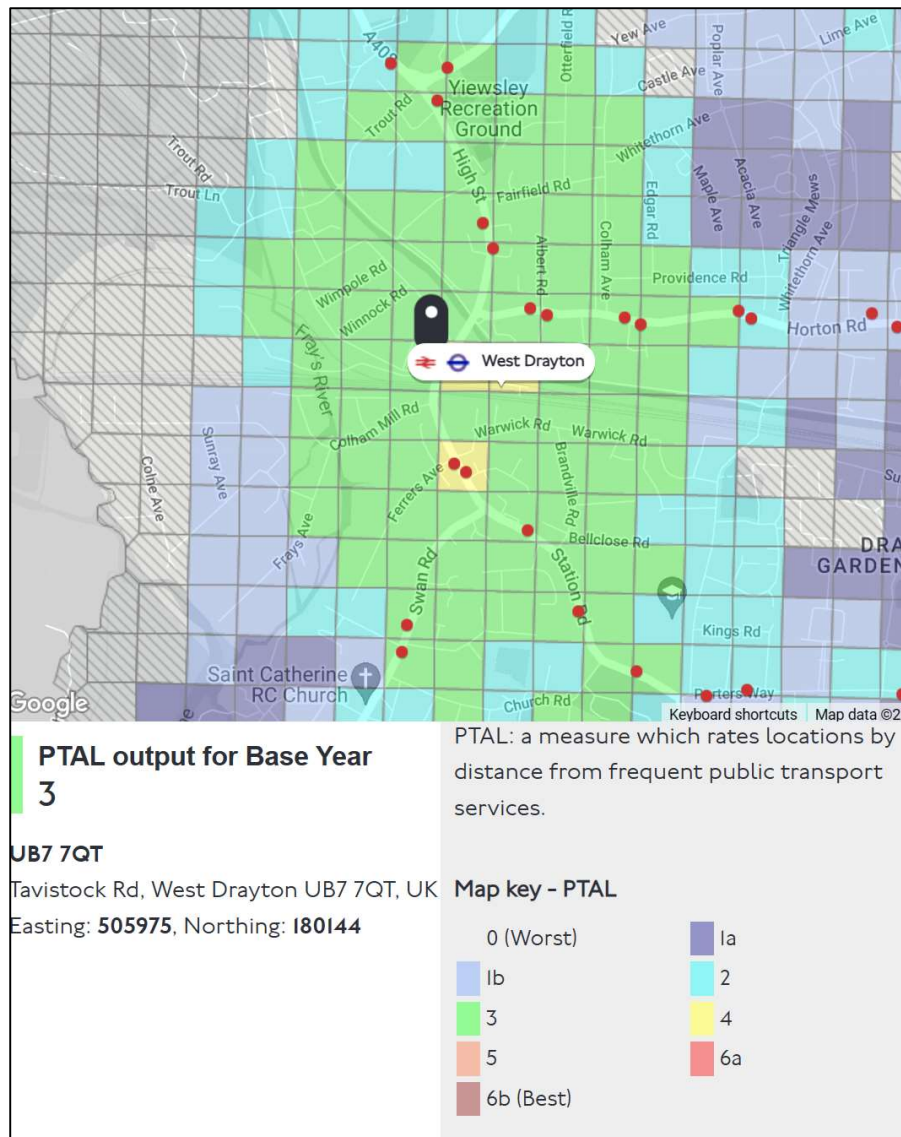 A408
Otterfield R
Yew Ave
Poplar Ave
Lime Ave
Castle Ave
Yiewsley
Recreation
Ground
Trout Rd
Whitethorn Ave
Trout Rd
Trout Ln
High St
Fairfield Rd
Edgar Rd
Maple Ave
Acacia Ave
Triangle Mews
Whitethorn Ave
Albert Rd
Colham Ave
Providence Rd
Wimpole Rd
Winnock Rd
Horton Rd
Fray's River
West Drayton
Colham Mill Rd
Warwick Rd
Warwick Rd
Sunray Ave
Colne Ave
Ferrers Ave
Brandville Rd
Su
Frays Ave
Bellclose Rd
DRA
GARDEN
Swan Rd
Station Rd
Kings Rd
Saint Catherine
RC Church
Church Rd
Porters Way
Google
Keyboard shortcuts
Map data ©2
PTAL output for Base Year
3
UB7 7QT
Tavistock Rd, West Drayton UB7 7QT, UK
Easting: 505975, Northing: 180144
PTAL: a measure which rates locations by
distance from frequent public transport
services.
Map key - PTAL
0 (Worst)
1a
1b
2
3
4
5
6a
6b (Best)